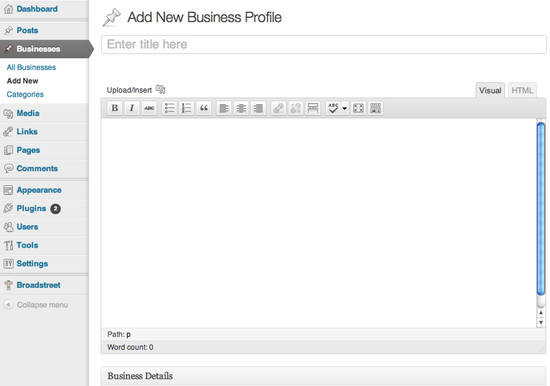 Dashboard
Posts
Businesses
All Businesses
Add New
Categories
Media
Links
Pages
Comments
Appearance
Plugins 2
Users
Tools
Settings
Broadstreet
Collapse menu
Add New Business Profile
Enter title here
Upload/Insert
Visual HTML
B I ABC ABC
Path: p
Word count: 0
Business Details